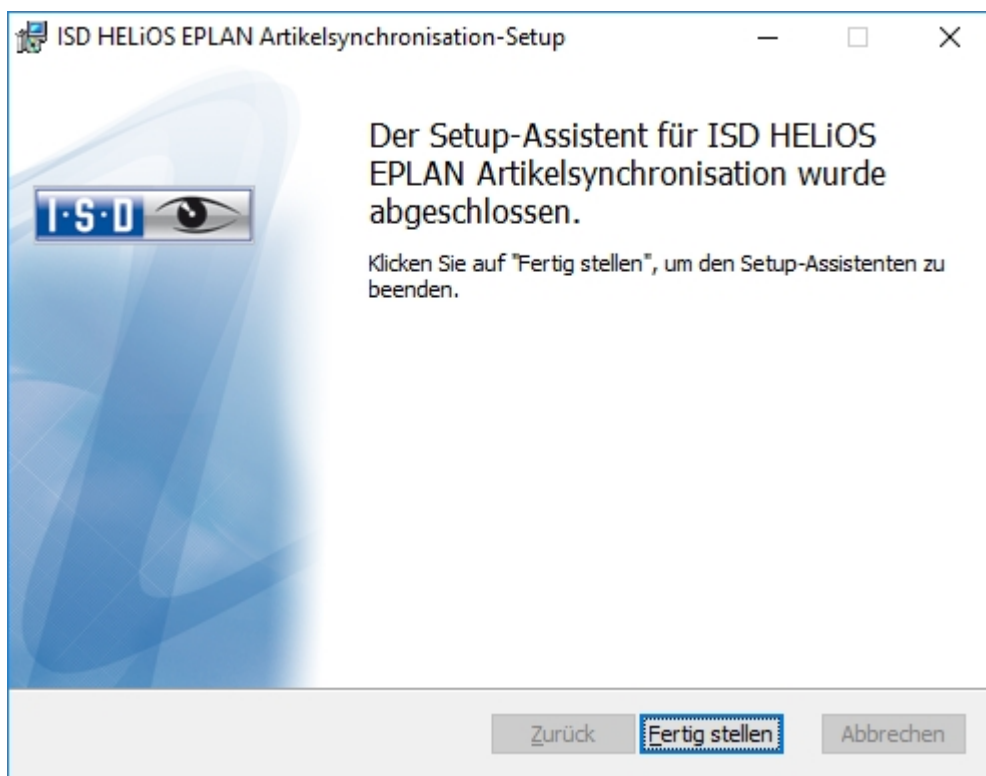 ISD HELiOS EPLAN Artikelsynchronisation-Setup
Der Setup-Assistent für ISD HELiOS
EPLAN Artikelsynchronisation wurde
abgeschlossen.
I·S·D
Klicken Sie auf "Fertig stellen", um den Setup-Assistenten zu
beenden.
Zurück
Fertig stellen
Abbrechen